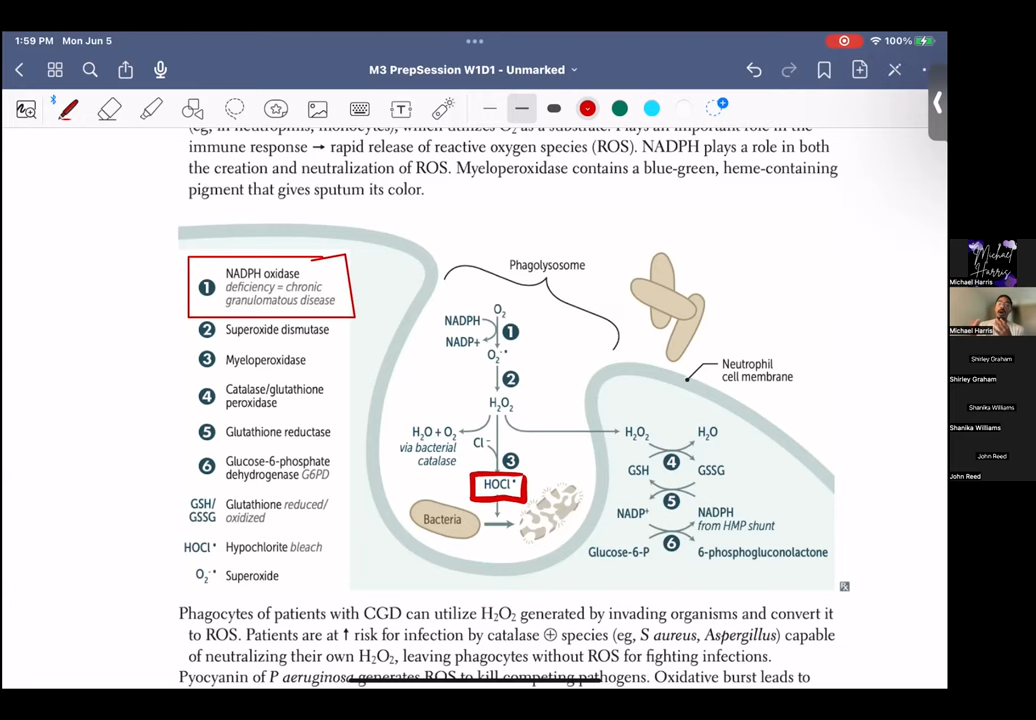 1:59 PM Mon Jun 5
100%
M3 PrepSession W1D1 - Unmarked
(eg, in neutrophils, monocytes), which utilizes O₂ as a substrate. Plays an important role in the
immune response → rapid release of reactive oxygen species (ROS). NADPH plays a role in both
the creation and neutralization of ROS. Myeloperoxidase contains a blue-green, heme-containing
pigment that gives sputum its color.
1 NADPH oxidase
deficiency = chronic
granulomatous disease
2 Superoxide dismutase
3 Myeloperoxidase
4 Catalase/glutathione
peroxidase
5 Glutathione reductase
6 Glucose-6-phosphate
dehydrogenase G6PD
GSH/ Glutathione reduced/
GSSG oxidized
HOCl• Hypochlorite bleach
O₂⁻• Superoxide
Phagolysosome
O₂
NADPH
1
NADP+
O₂⁻•
2
H₂O₂
H₂O + O₂
via bacterial
catalase
Cl⁻
3
HOCl•
Bacteria
Neutrophil
cell membrane
H₂O₂
H₂O
GSH
4
GSSG
5
NADP⁺
NADPH
from HMP shunt
6
Glucose-6-P
6-phosphogluconolactone
Phagocytes of patients with CGD can utilize H₂O₂ generated by invading organisms and convert it
to ROS. Patients are at ↑ risk for infection by catalase ⊕ species (eg, S aureus, Aspergillus) capable
of neutralizing their own H₂O₂, leaving phagocytes without ROS for fighting infections.
Pyocyanin of P aeruginosa generates ROS to kill competing pathogens. Oxidative burst leads to
Michael
Harris
Michael Harris
Michael Harris
Shirley Graham
Shirley Graham
Shanika Williams
Shanika Williams
John Reed
John Reed